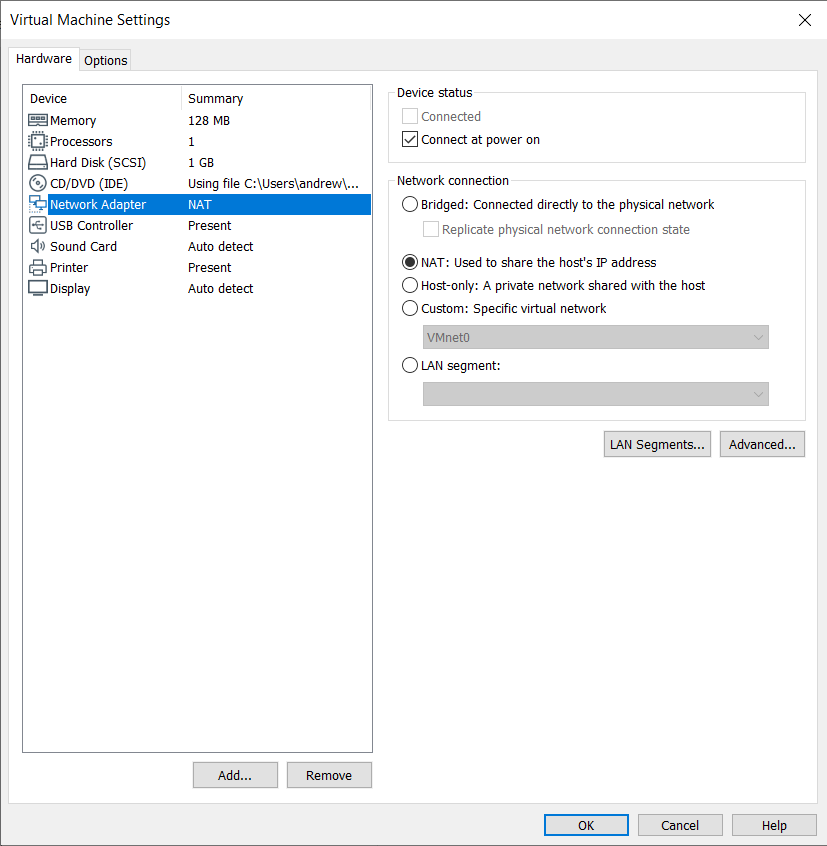 Virtual Machine Settings
Hardware
Options
Device Summary
Memory 128 MB
Processors 1
Hard Disk (SCSI) 1 GB
CD/DVD (IDE) Using file C:\Users\andrew\...
Network Adapter NAT
USB Controller Present
Sound Card Auto detect
Printer Present
Display Auto detect
Add...
Remove
Device status
Connected
Connect at power on
Network connection
Bridged: Connected directly to the physical network
Replicate physical network connection state
NAT: Used to share the host's IP address
Host-only: A private network shared with the host
Custom: Specific virtual network
VMnet0
LAN segment:
LAN Segments...
Advanced...
OK
Cancel
Help